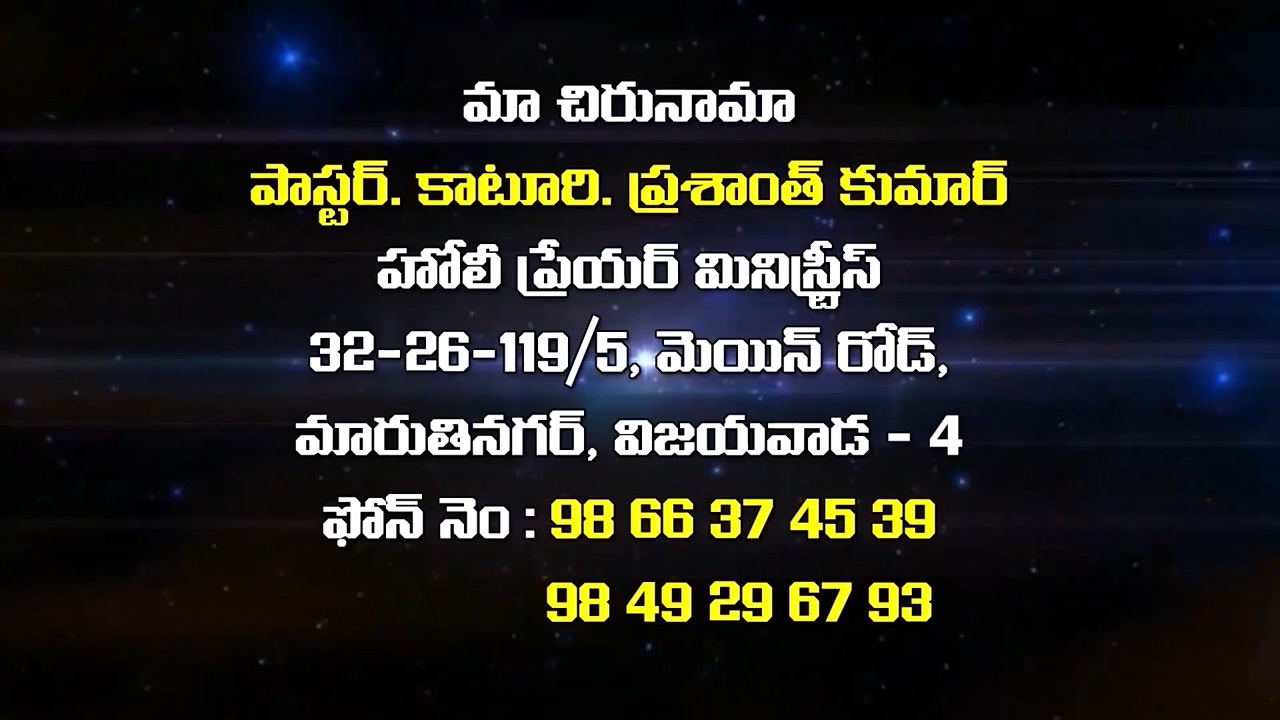 మా చిరునామా
పాస్టర్. కాటూరి. ప్రశాంత్ కుమార్
హోలీ ప్రేయర్ మినిస్ట్రీస్
32-26-119/5, మెయిన్ రోడ్,
మారుతినగర్, విజయవాడ - 4
ఫోన్ నెం : 98 66 37 45 39
98 49 29 67 93